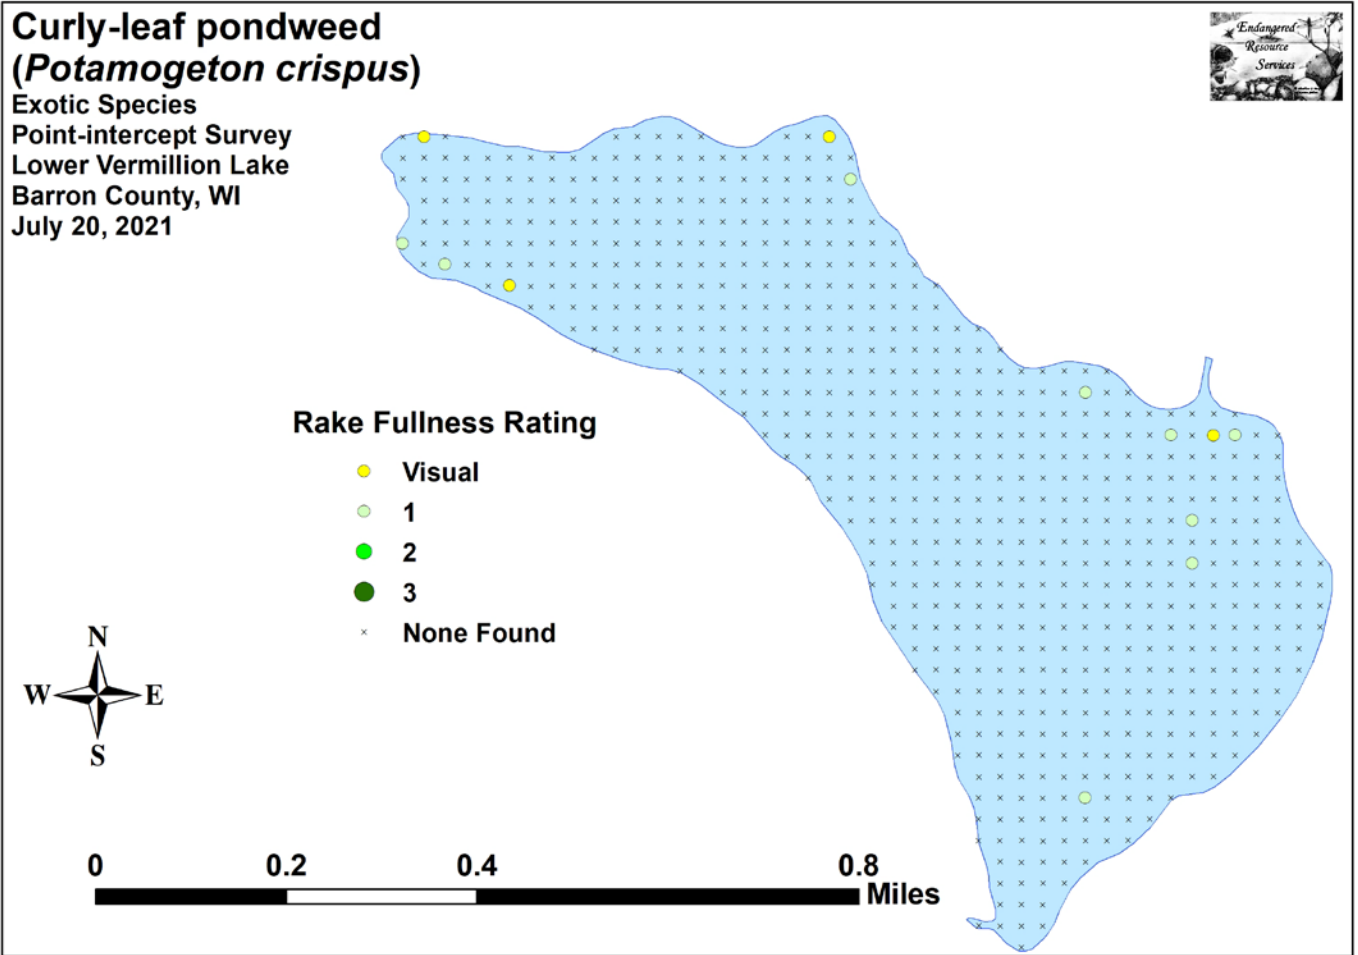 Curly-leaf pondweed
(Potamogeton crispus)
Exotic Species
Point-intercept Survey
Lower Vermillion Lake
Barron County, WI
July 20, 2021
Endangered
Resource
Services
Rake Fullness Rating
Visual
1
2
3
None Found
N
W E
S
0 0.2 0.4 0.8
Miles